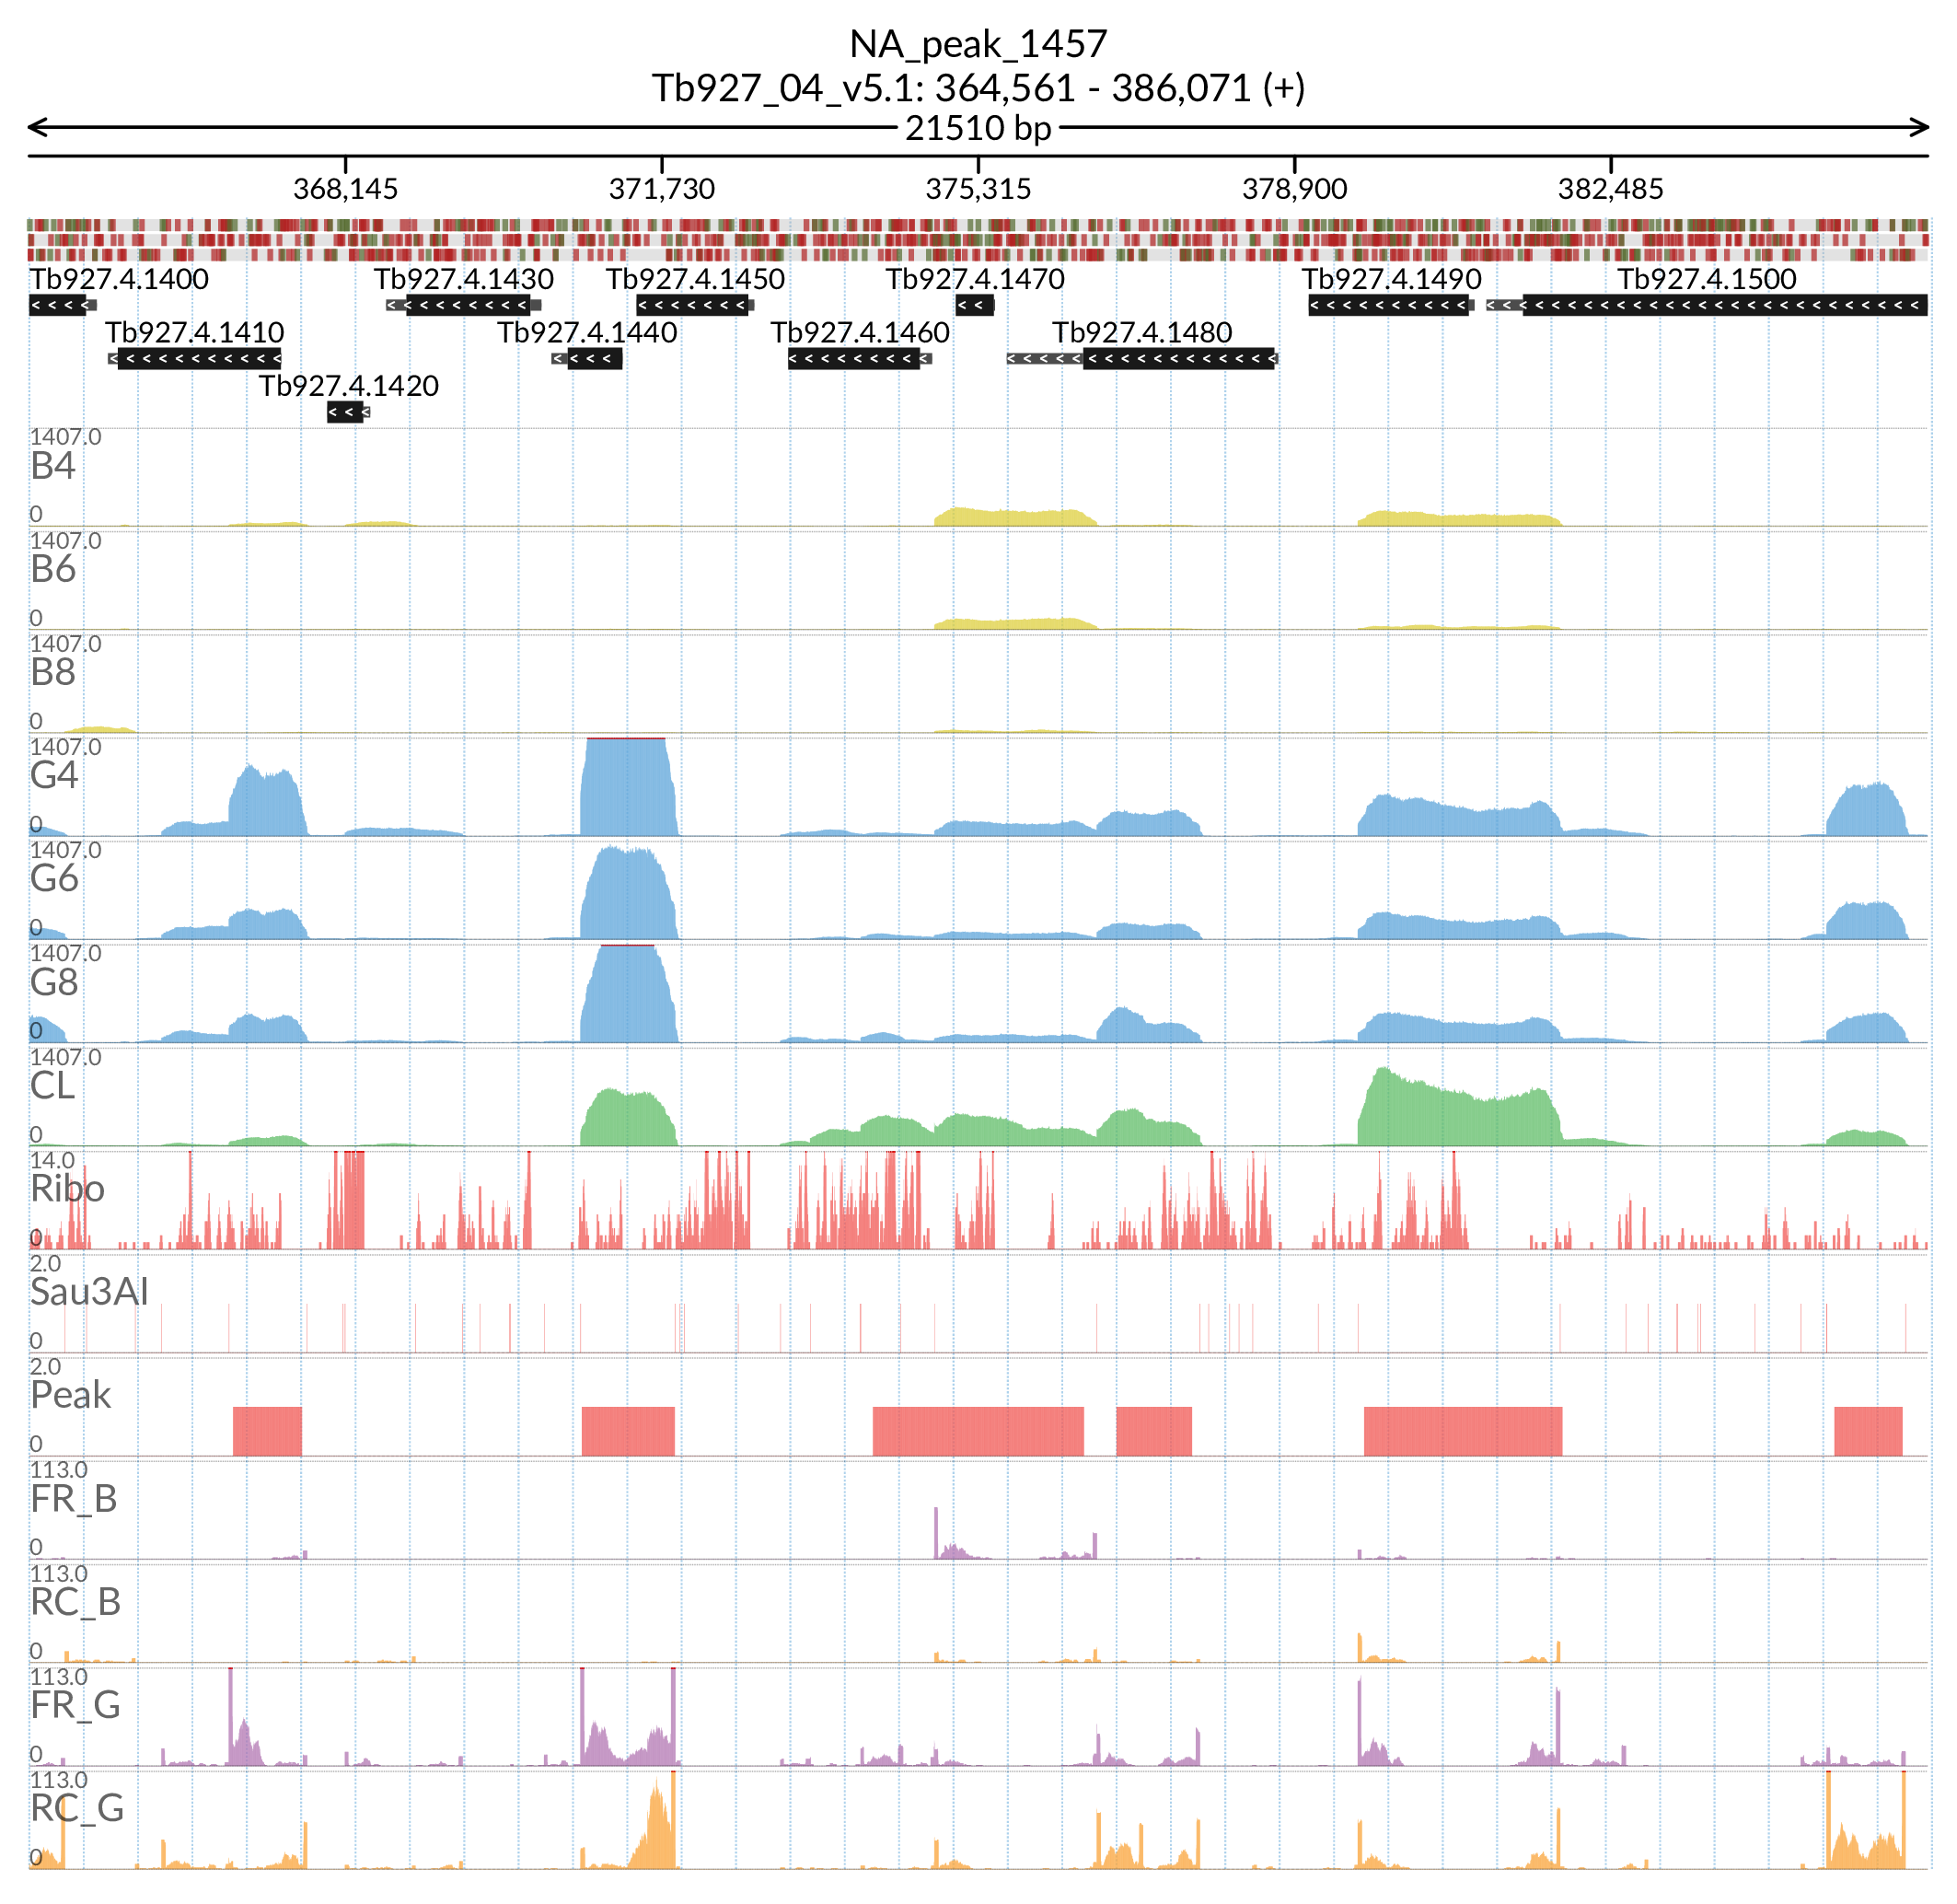 NA_peak_1457
Tb927_04_v5.1: 364,561 - 386,071 (+)
21510 bp
368,145 371,730 375,315 378,900 382,485
Tb927.4.1400 Tb927.4.1430 Tb927.4.1450 Tb927.4.1470 Tb927.4.1490 Tb927.4.1500
Tb927.4.1410 Tb927.4.1440 Tb927.4.1460 Tb927.4.1480
Tb927.4.1420
1407.0
B4
0
1407.0
B6
0
1407.0
B8
0
1407.0
G4
0
1407.0
G6
0
1407.0
G8
0
1407.0
CL
0
14.0
Ribo
0
2.0
Sau3AI
0
2.0
Peak
0
113.0
FR_B
0
113.0
RC_B
0
113.0
FR_G
0
113.0
RC_G
0